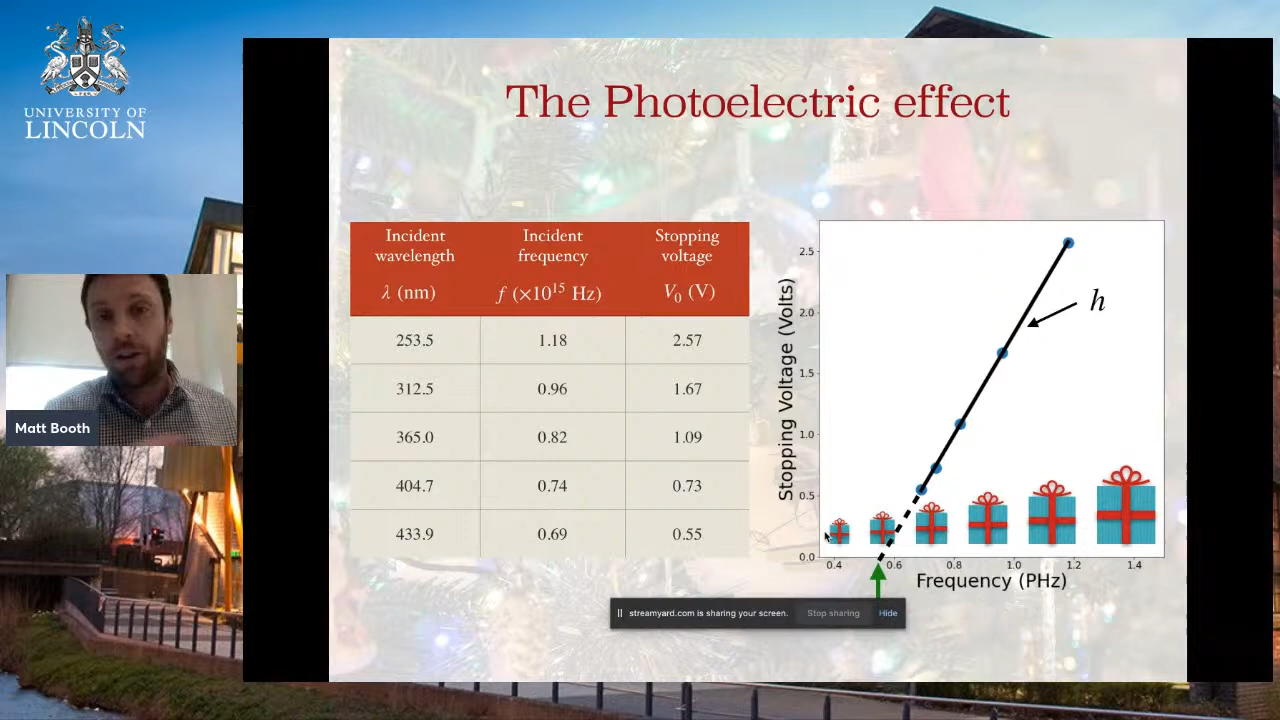 UNIVERSITY OF
LINCOLN
The Photoelectric effect
Incident wavelength
λ (nm)
Incident frequency
f (×10¹⁵ Hz)
Stopping voltage
V₀ (V)
253.5 1.18 2.57
312.5 0.96 1.67
365.0 0.82 1.09
404.7 0.74 0.73
433.9 0.69 0.55
Stopping Voltage (Volts)
2.5
2.0
1.5
1.0
0.5
0.0
h
0.4 0.6 0.8 1.0 1.2 1.4
Frequency (PHz)
Matt Booth
streamyard.com is sharing your screen. Stop sharing Hide